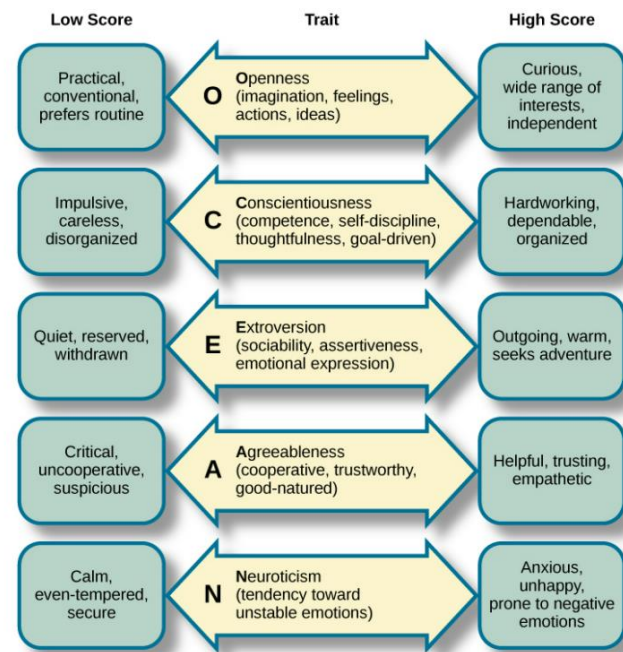 Low Score
Trait
High Score
Practical,
conventional,
prefers routine
O
Openness
(imagination, feelings,
actions, ideas)
Curious,
wide range of
interests,
independent
Impulsive,
careless,
disorganized
C
Conscientiousness
(competence, self-discipline,
thoughtfulness, goal-driven)
Hardworking,
dependable,
organized
Quiet, reserved,
withdrawn
E
Extroversion
(sociability, assertiveness,
emotional expression)
Outgoing, warm,
seeks adventure
Critical,
uncooperative,
suspicious
A
Agreeableness
(cooperative, trustworthy,
good-natured)
Helpful, trusting,
empathetic
Calm,
even-tempered,
secure
N
Neuroticism
(tendency toward
unstable emotions)
Anxious,
unhappy,
prone to negative
emotions